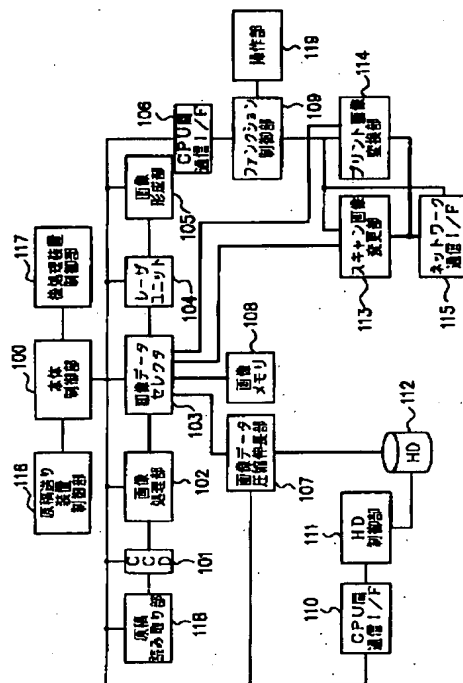 116
原稿送り
装置
制御部
100
本体
制御部
117
後処理装置
制御部
118
原稿
読み取り部
101
CCD
102
画像
処理部
103
画像データ
セレクタ
104
レーザ
ユニット
105
画像
形成部
106
CPU間
通信I/F
109
ファンクション
制御部
119
操作部
107
画像データ
圧縮伸長部
108
画像メモリ
113
スキャン画像
変更部
114
プリント画像
変換部
110
CPU間
通信I/F
111
HD
制御部
112
HD
115
ネットワーク
通信I/F